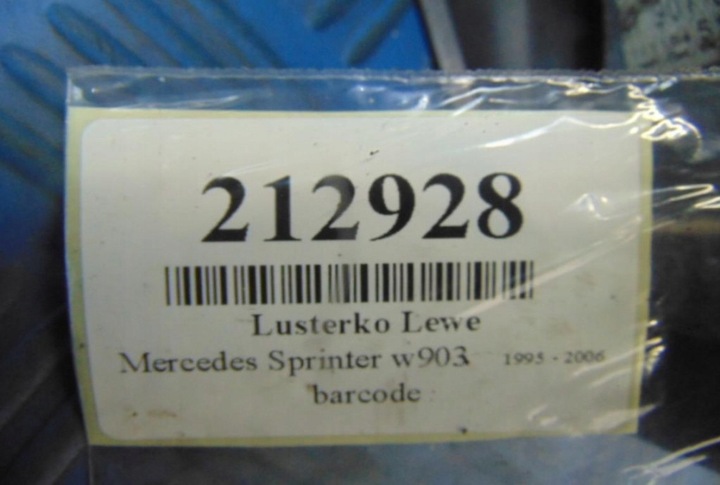 212928
Lusterko Lewe
Mercedes Sprinter w903 1995 - 2006
barcode